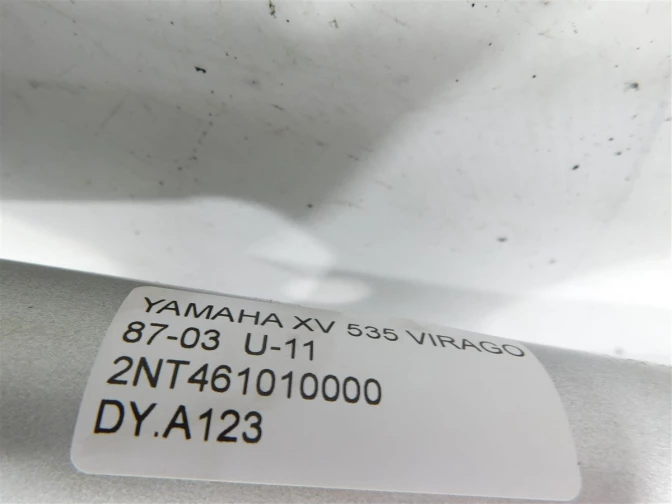 YAMAHA XV 535 VIRAGO
87-03 U-11
2NT461010000
DY.A123